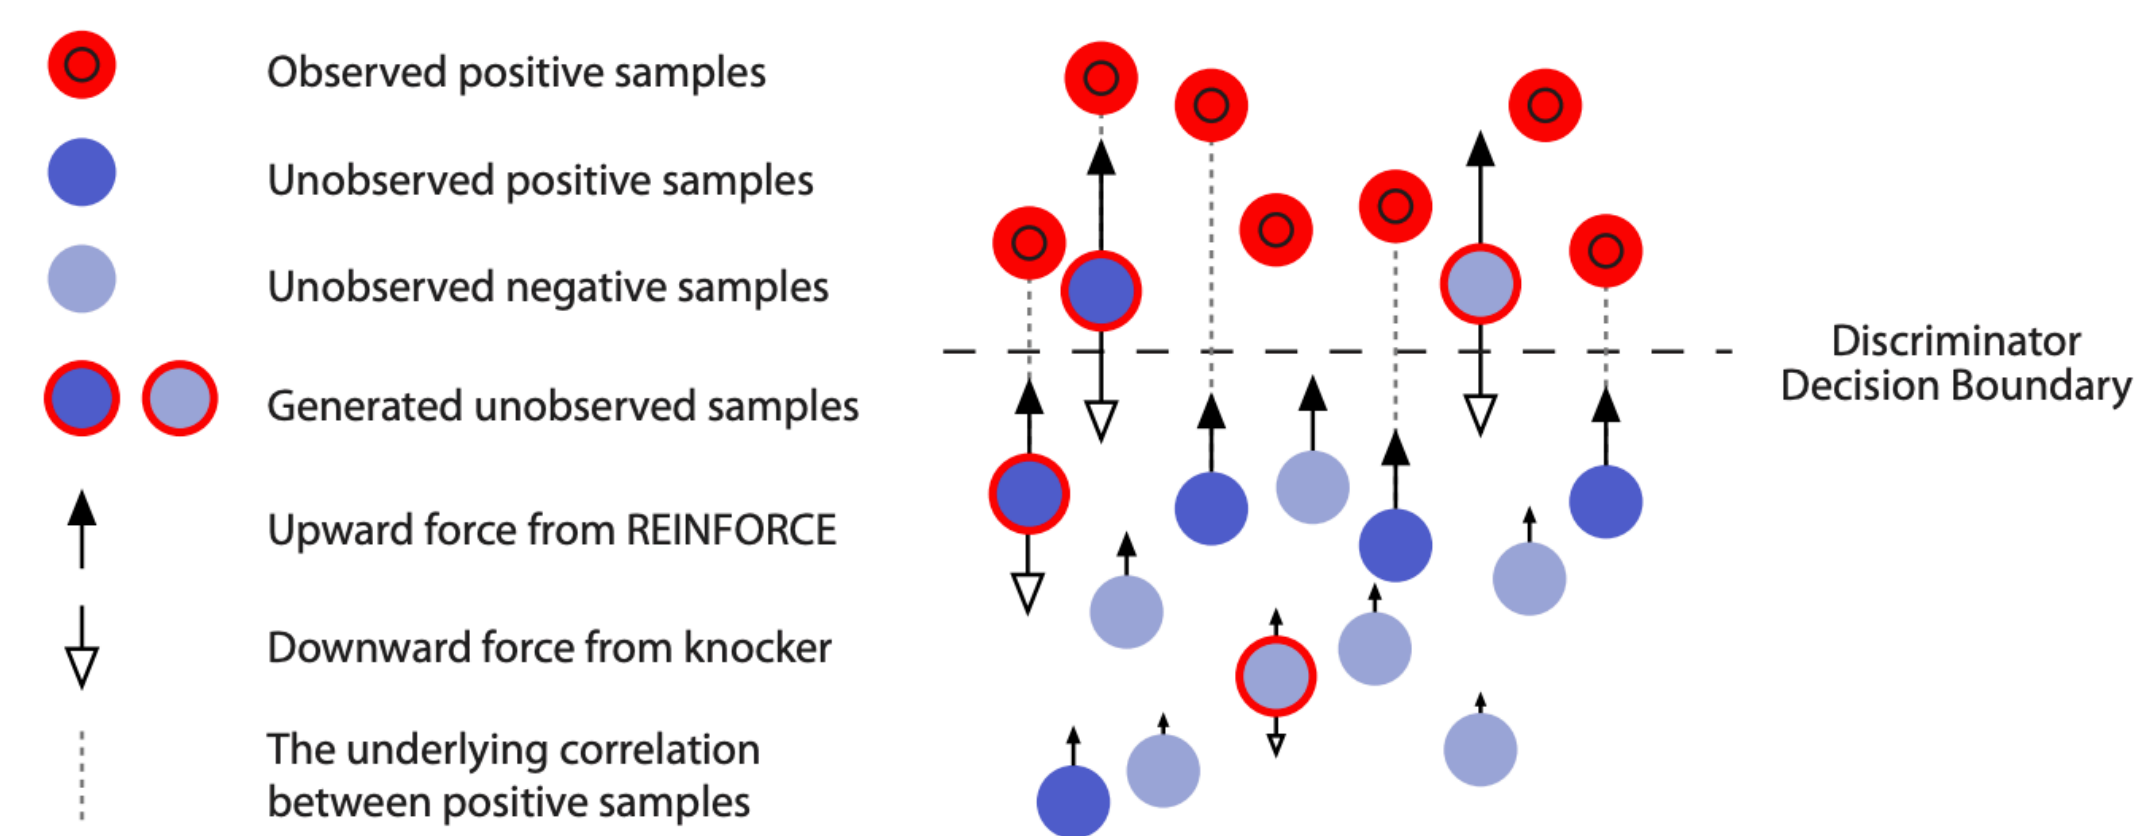 Observed positive samples
Unobserved positive samples
Unobserved negative samples
Generated unobserved samples
Upward force from REINFORCE
Downward force from knocker
The underlying correlation
between positive samples
Discriminator
Decision Boundary